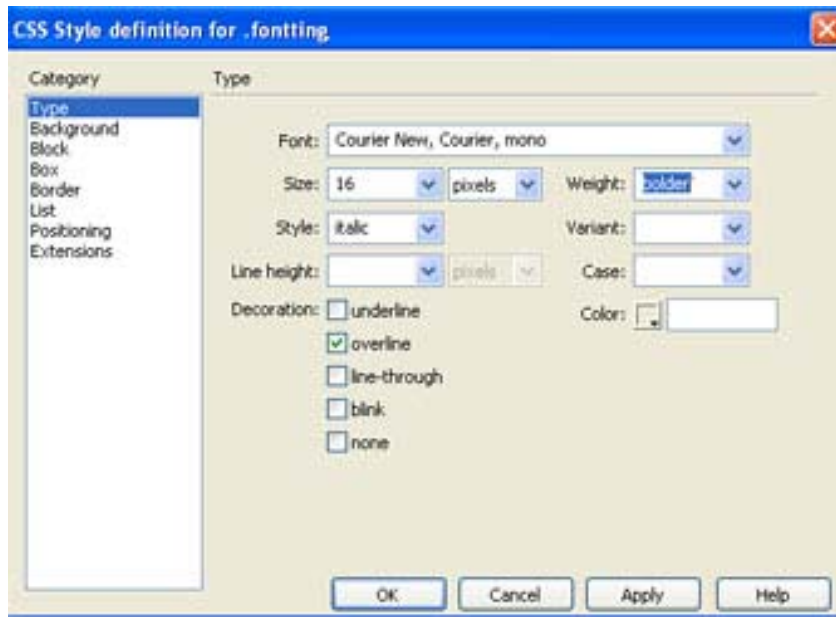 CSS Style definition for .fontting
Category
Type
Type
Background
Block
Box
Border
List
Positioning
Extensions
Font: Courier New, Courier, mono
Size: 16 pixels Weight: bolder
Style: italic Variant:
Line height: pixels Case:
Decoration: underline Color:
overline
line-through
blink
none
OK Cancel Apply Help